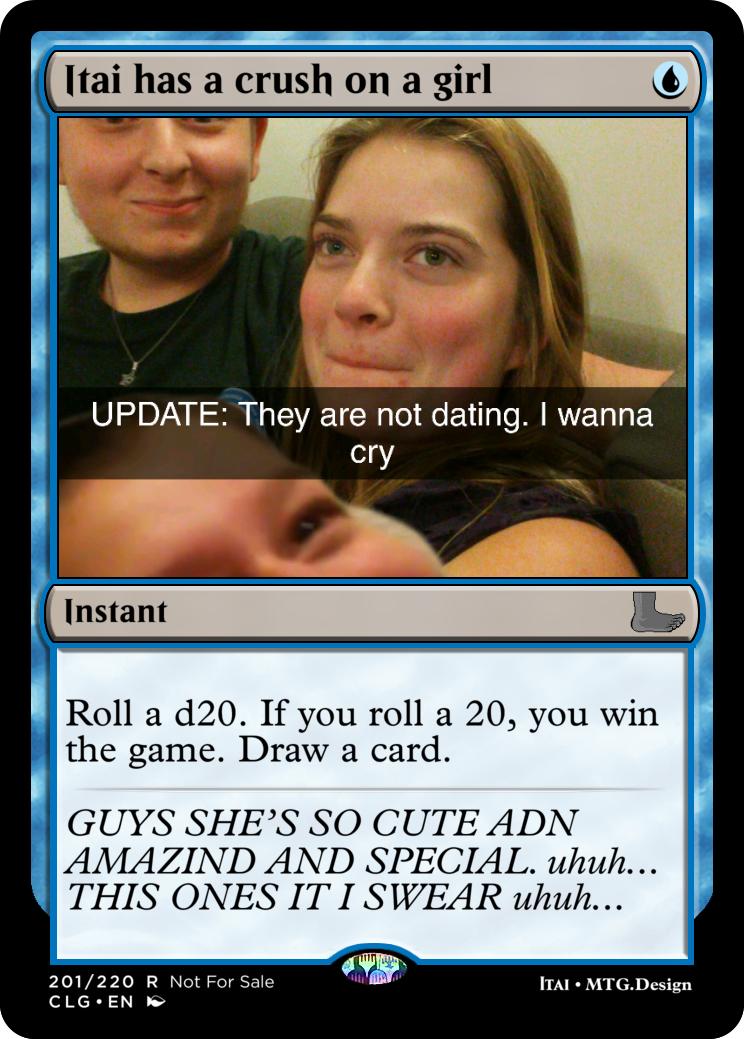 Itai has a crush on a girl
UPDATE: They are not dating. I wanna
cry
Instant
Roll a d20. If you roll a 20, you win
the game. Draw a card.
GUYS SHE'S SO CUTE ADN
AMAZIND AND SPECIAL. uhuh...
THIS ONES IT I SWEAR uhuh...
201/220 R Not For Sale
CLG • EN
ITAI • MTG.Design